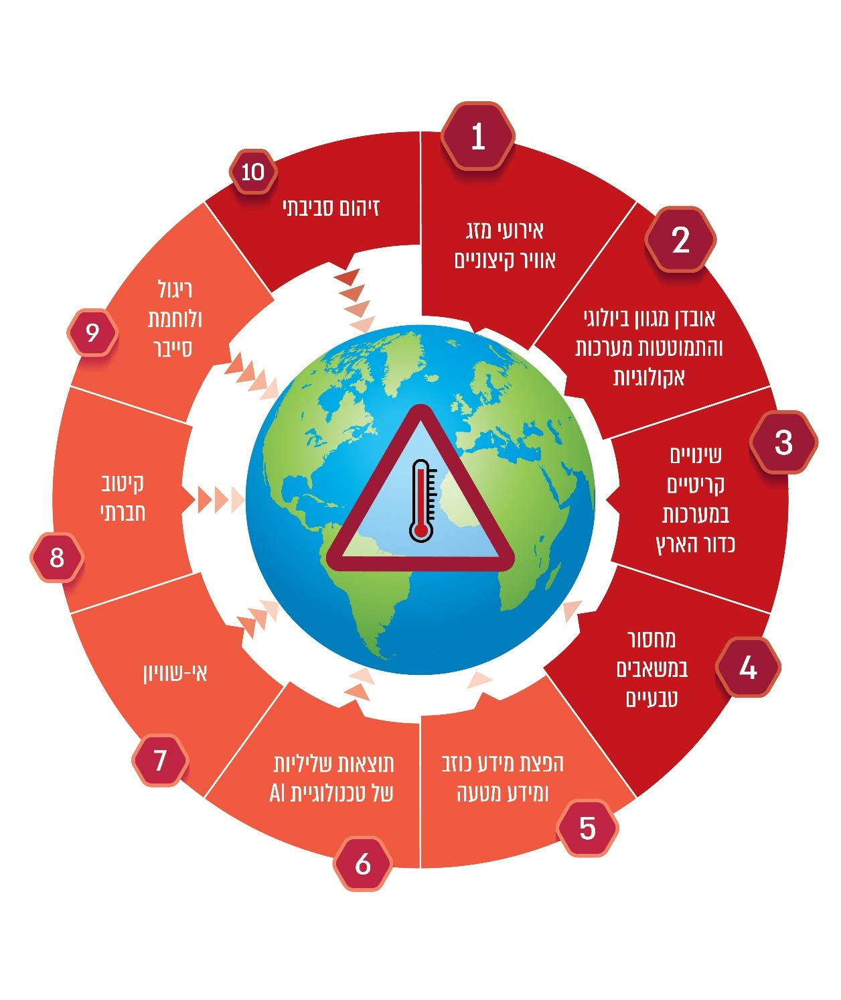 1
אירועי מזג
אוויר קיצוניים
2
אובדן מגוון ביולוגי
והתמוטטות מערכות
אקולוגיות
3
שינויים
קריטיים
במערכות
כדור הארץ
4
מחסור
במשאבים
טבעיים
5
הפצת מידע כוזב
ומידע מטעה
6
תוצאות שליליות
של טכנולוגיית AI
7
אי-שוויון
8
קיטוב
חברתי
9
ריגול
ולוחמת
סייבר
10
זיהום סביבתי